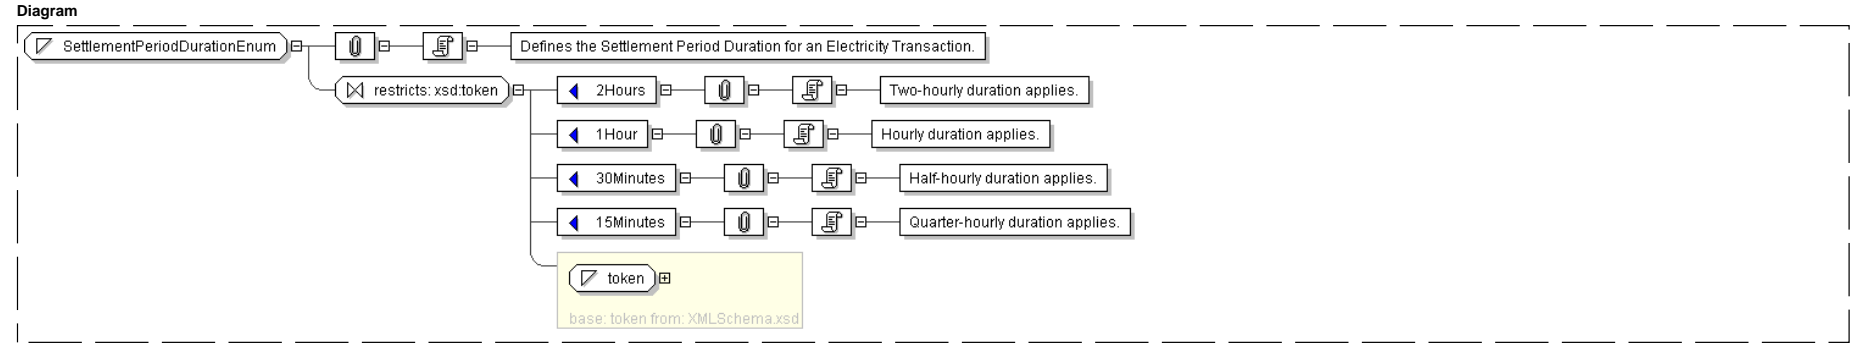 Diagram
SettlementPeriodDurationEnum
Defines the Settlement Period Duration for an Electricity Transaction.
restricts: xsd:token
2Hours
Two-hourly duration applies.
1Hour
Hourly duration applies.
30Minutes
Half-hourly duration applies.
15Minutes
Quarter-hourly duration applies.
token
base: token from: XMLSchema.xsd